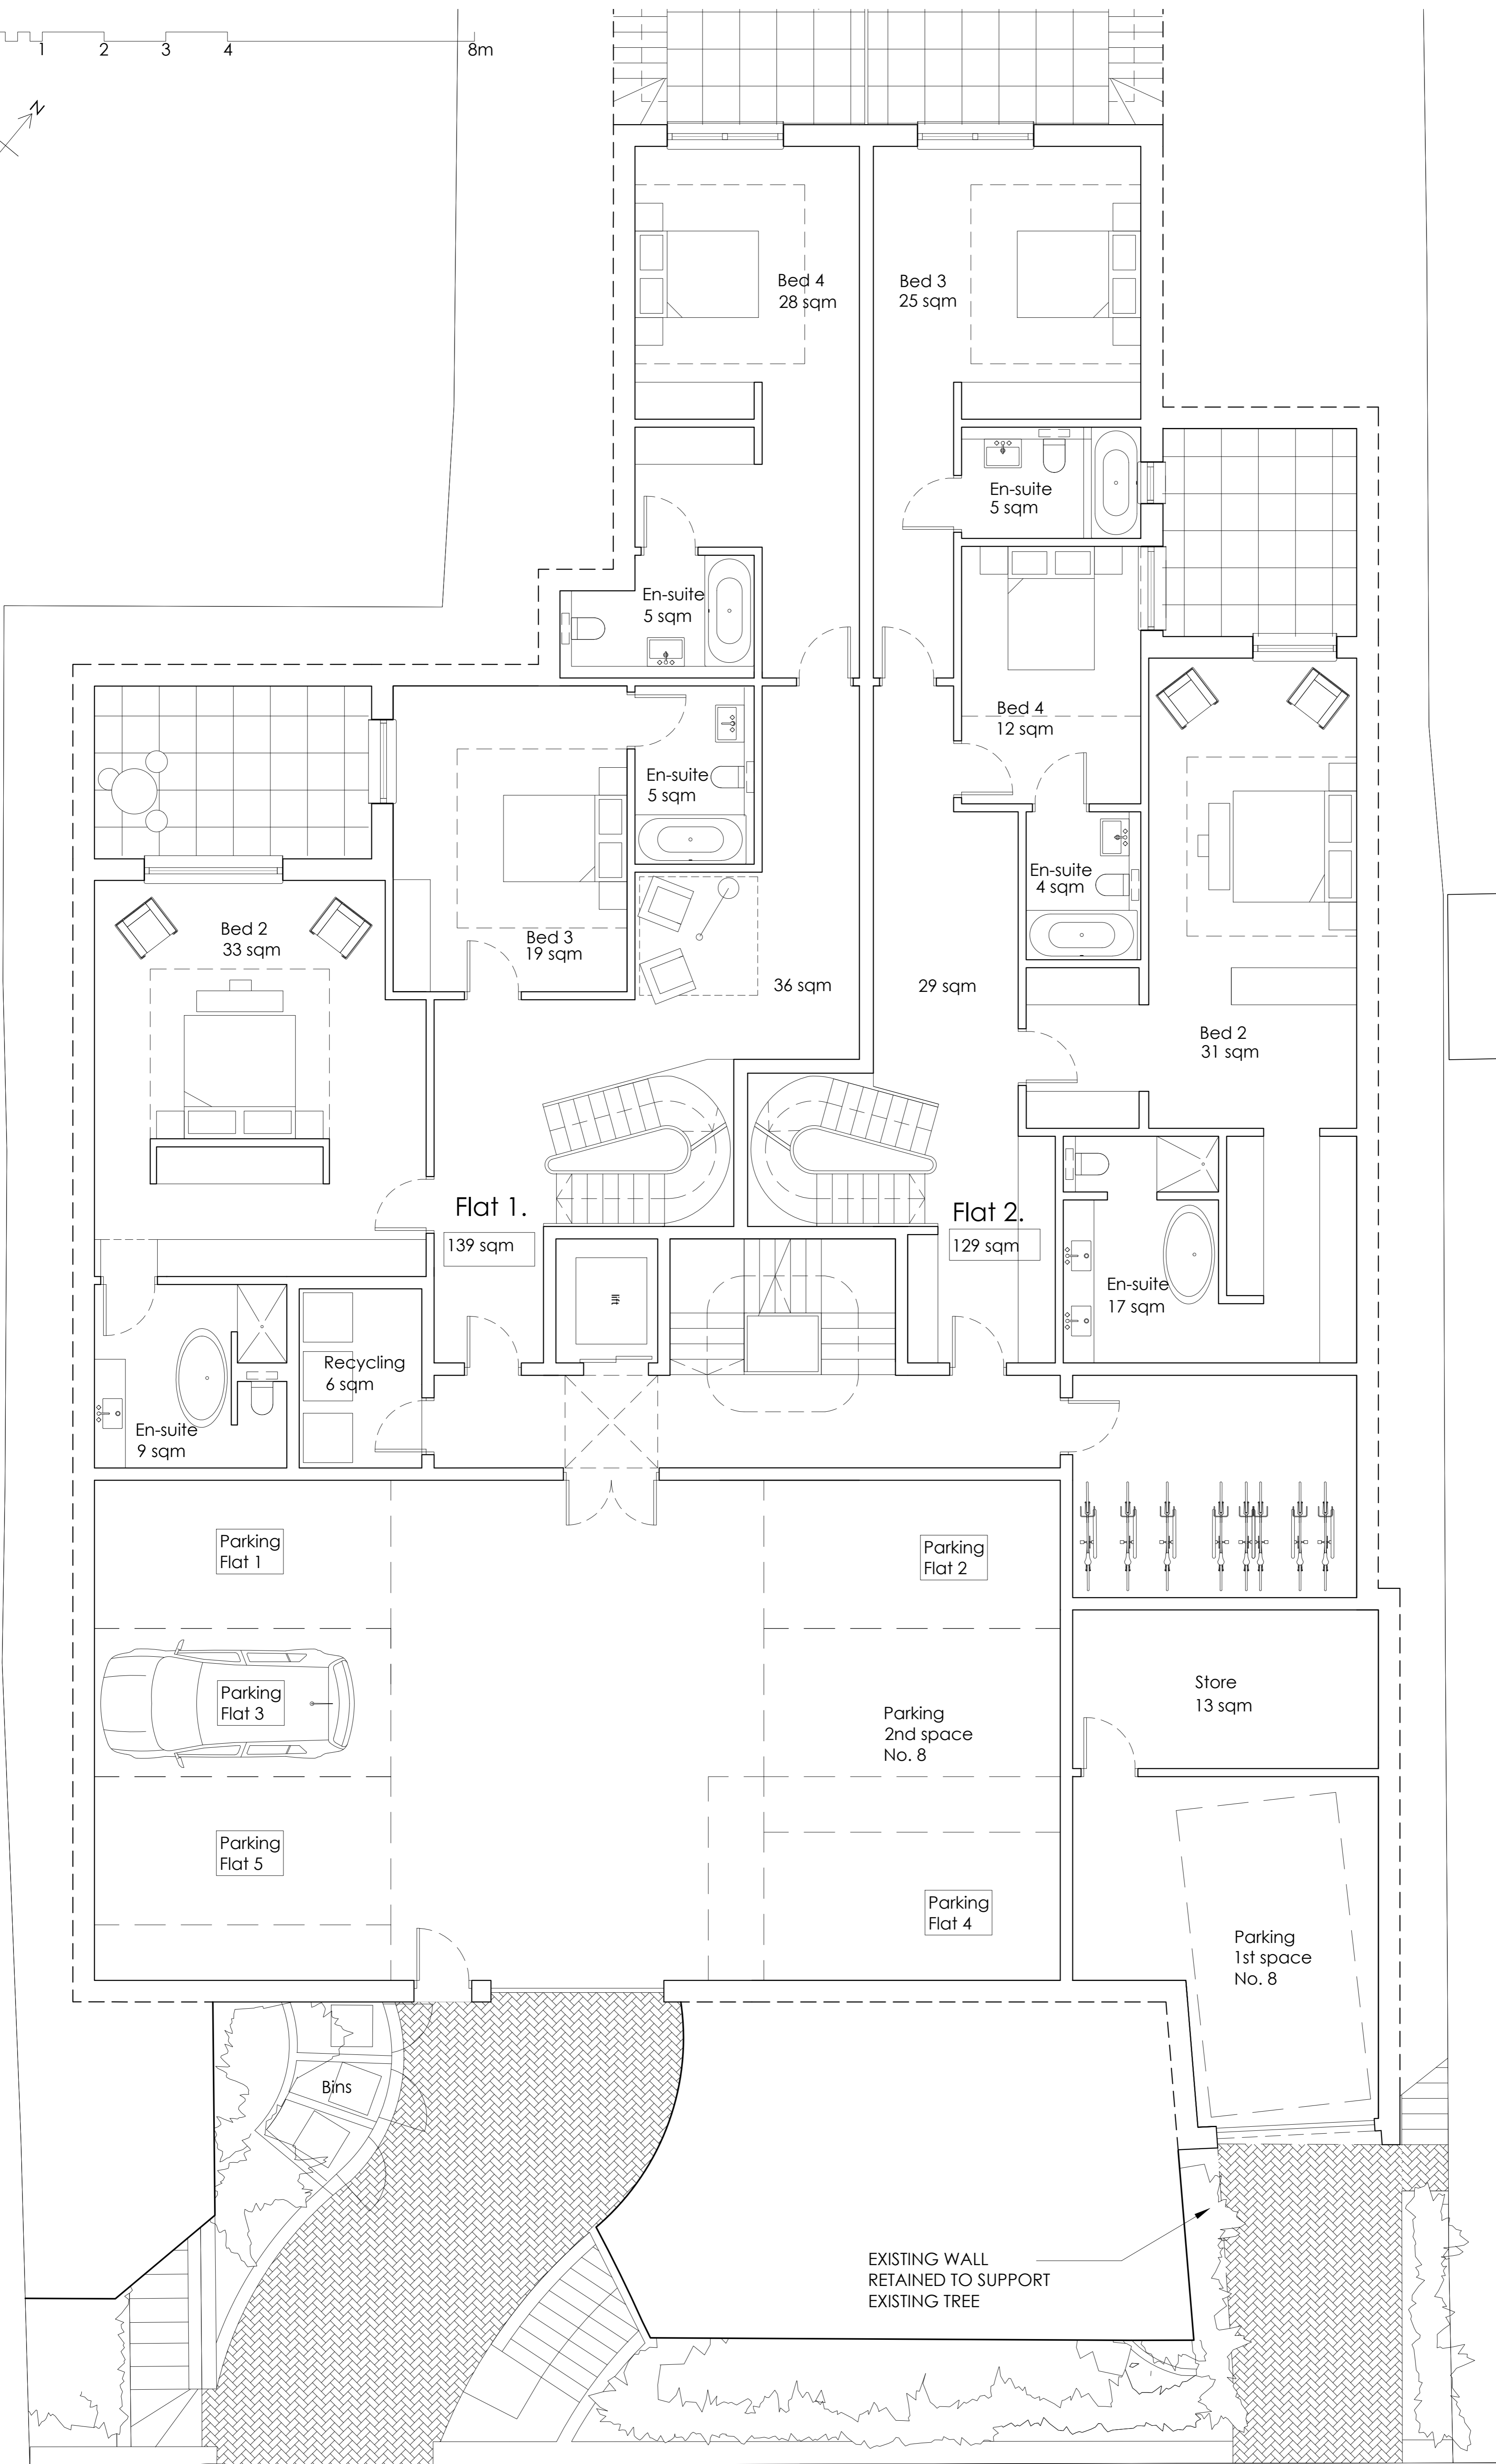 1
2
3
4
8m
N
Bed 4
28 sqm
Bed 3
25 sqm
En-suite
5 sqm
En-suite
5 sqm
Bed 4
12 sqm
En-suite
5 sqm
En-suite
4 sqm
Bed 2
33 sqm
Bed 3
19 sqm
36 sqm
29 sqm
Bed 2
31 sqm
Flat 1.
139 sqm
Flat 2.
129 sqm
lift
En-suite
17 sqm
Recycling
6 sqm
En-suite
9 sqm
Parking
Flat 1
Parking
Flat 2
Parking
Flat 3
Parking
2nd space
No. 8
Store
13 sqm
Parking
Flat 5
Parking
Flat 4
Parking
1st space
No. 8
Bins
EXISTING WALL
RETAINED TO SUPPORT
EXISTING TREE